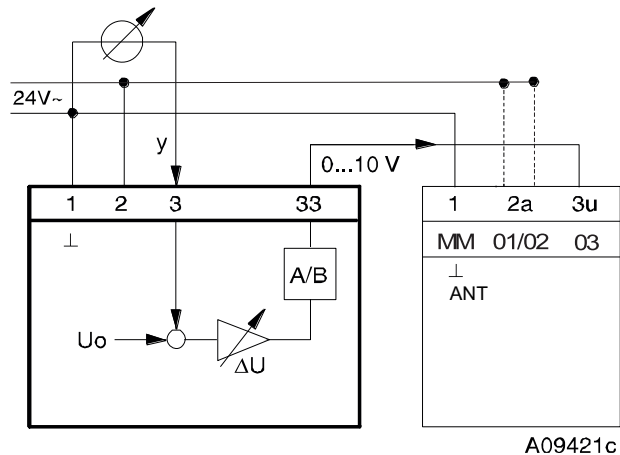 24V~
y
0...10 V
1 2 3 33
1 2a 3u
MM 01/02 03
⊥
⊥
ANT
A/B
Uo
ΔU
A09421c